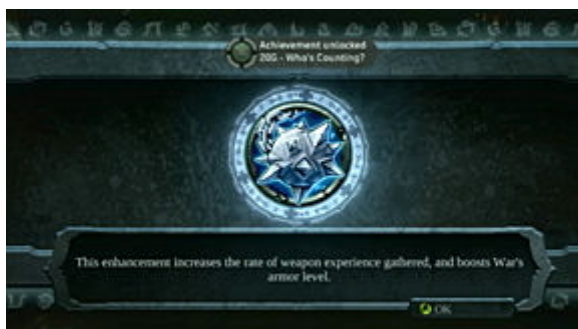 Achievement unlocked
20G - Who's Counting?
This enhancement increases the rate of weapon experience gathered, and boosts War's
armor level.
OK